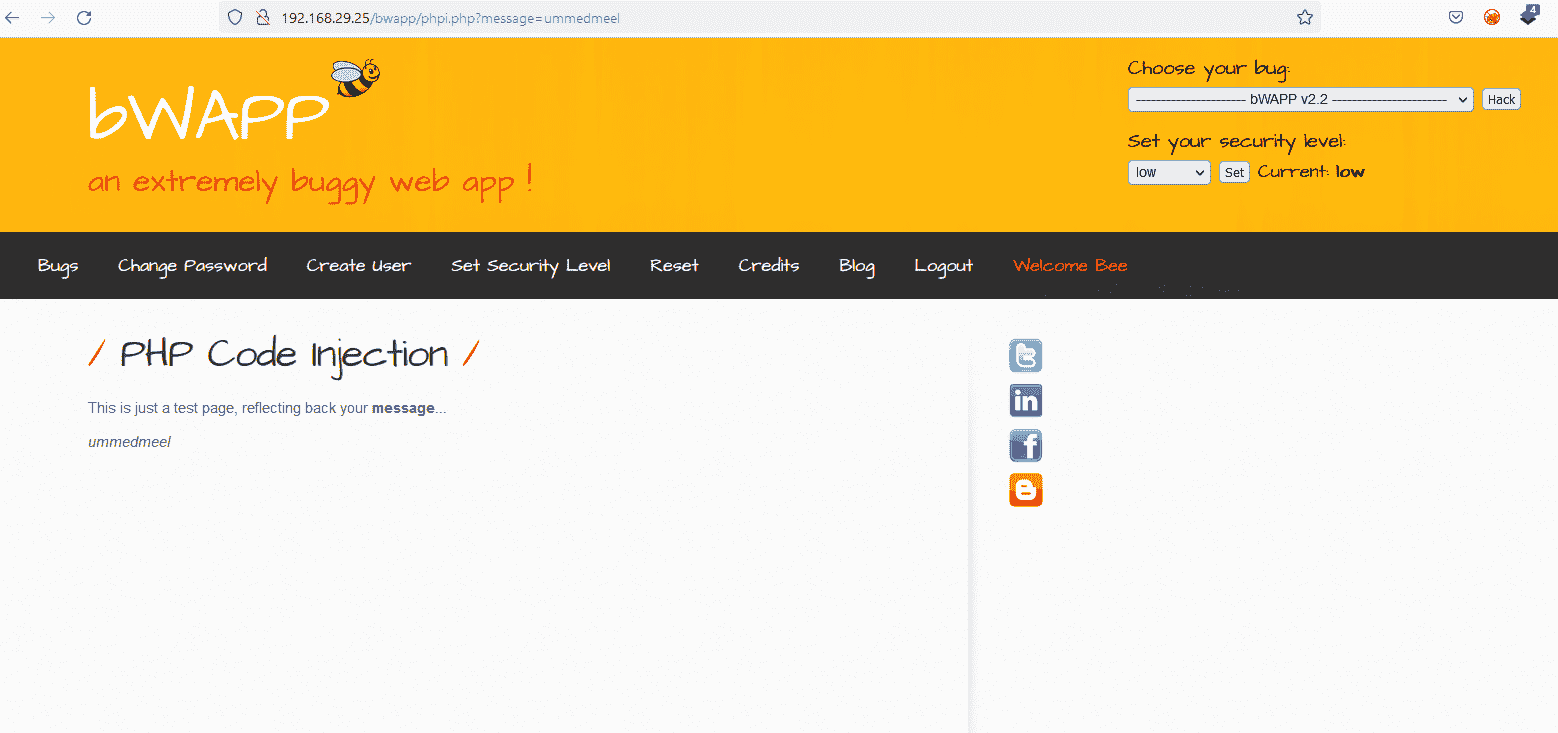 192.168.29.25/bwapp/phpi.php?message=ummedmeel
4
bWAPP
an extremely buggy web app !
Choose your bug:
---------------------- bWAPP v2.2 ----------------------- Hack
Set your security level:
low Set Current: low
Bugs Change Password Create User Set Security Level Reset Credits Blog Logout Welcome Bee
/ PHP Code Injection /
This is just a test page, reflecting back your message...
ummedmeel
in
f